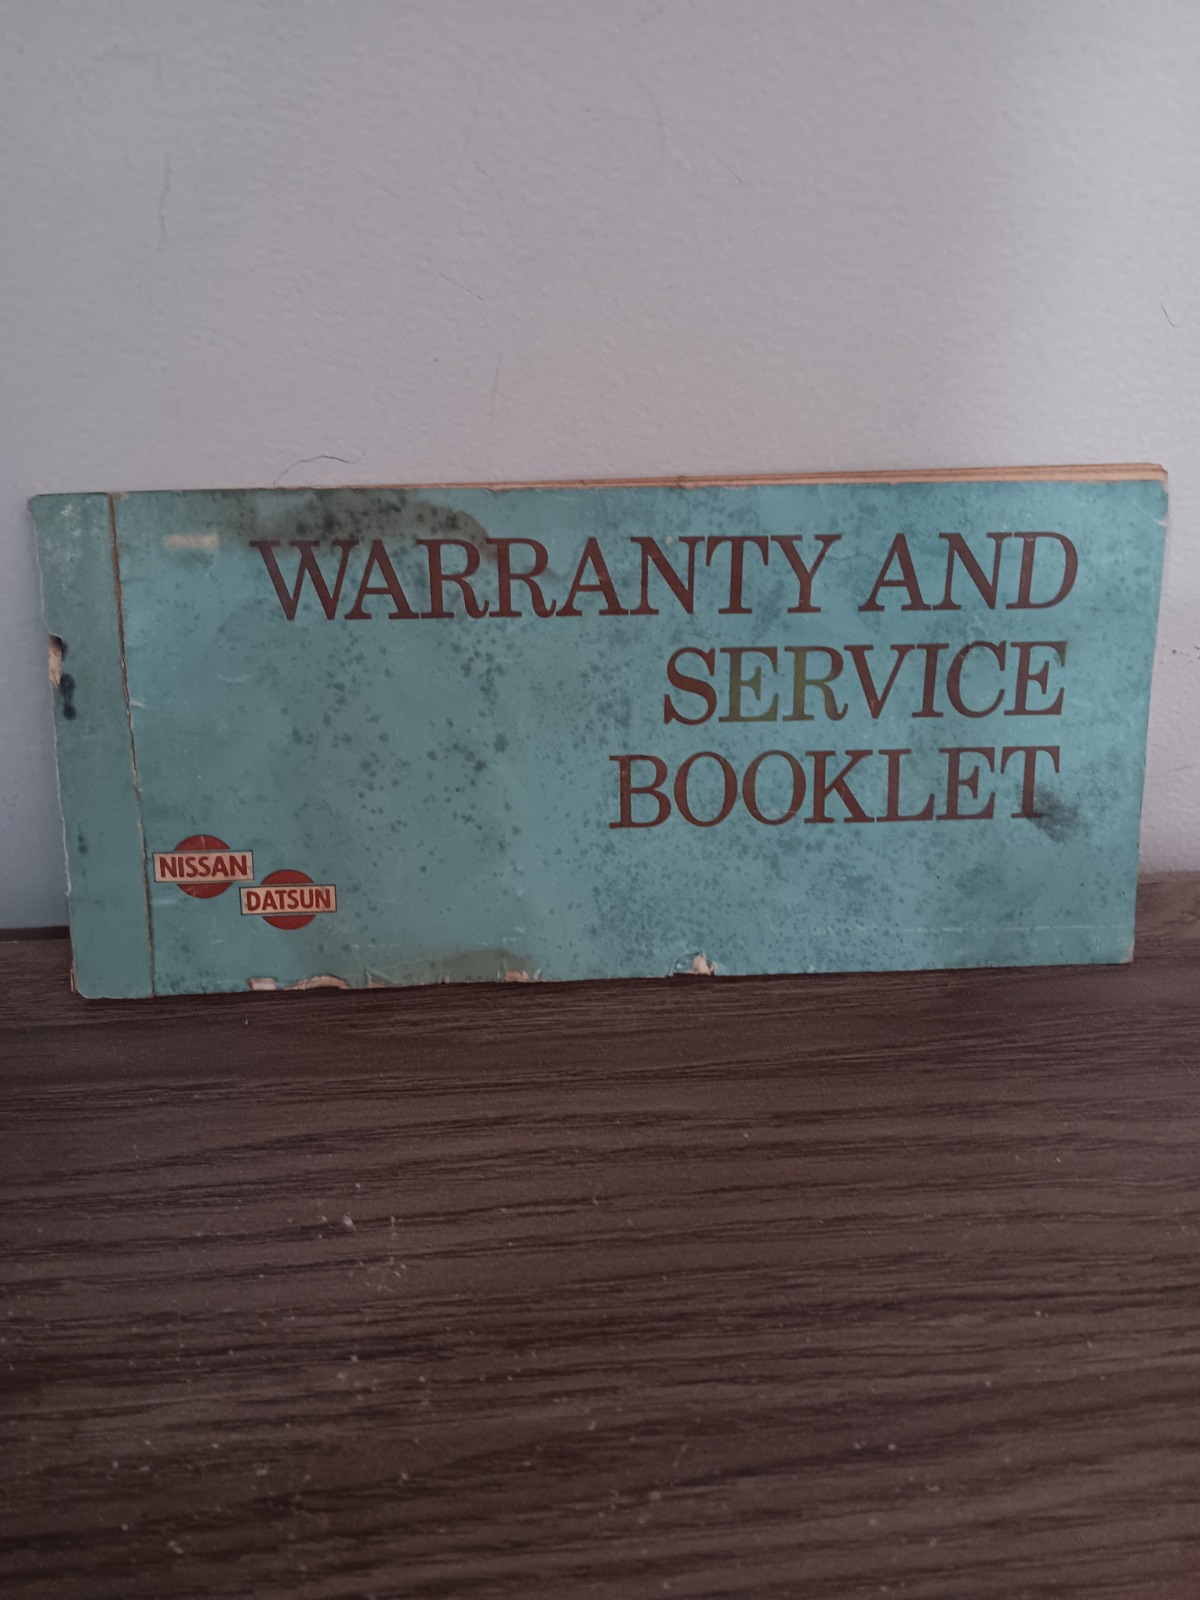 WARRANTY AND
SERVICE
BOOKLET
NISSAN
DATSUN